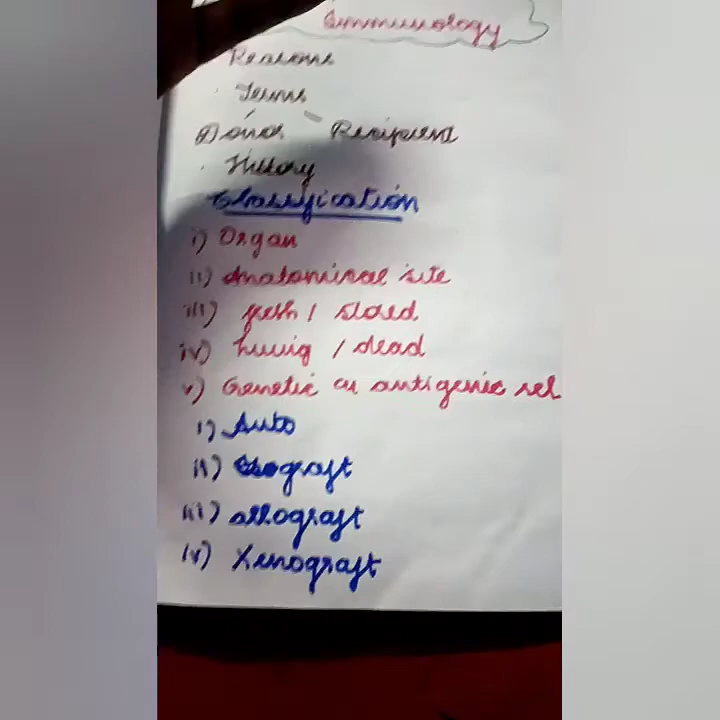 Immunology
Reasons
Terms
Donor - Recipient
History
Classification
i) Organ
ii) Anatomical site
iii) fresh / stored
iv) living / dead
v) Genetic or antigenic rel
i) Auto
ii) Isograft
iii) allograft
iv) Xenograft